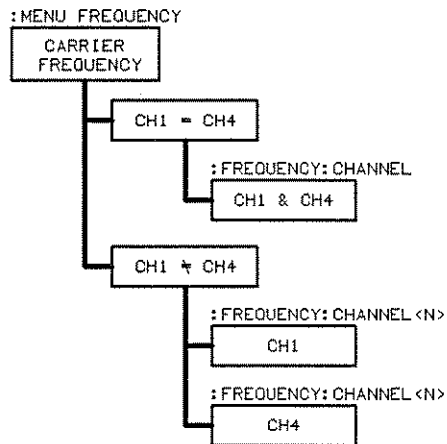 :MENU FREQUENCY
CARRIER
FREQUENCY
CH1 = CH4
:FREQUENCY:CHANNEL
CH1 & CH4
CH1 ≠ CH4
:FREQUENCY:CHANNEL<N>
CH1
:FREQUENCY:CHANNEL<N>
CH4